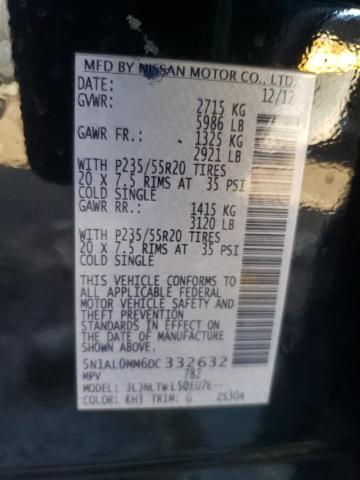 MFD BY NISSAN MOTOR CO., LTD.
DATE: 12/12
GVWR: 2715 KG
5986 LB
GAWR FR.: 1325 KG
2921 LB
WITH P235/55R20 TIRES
20 X 7.5 RIMS AT 35 PSI
COLD SINGLE
GAWR RR.: 1415 KG
3120 LB
WITH P235/55R20 TIRES
20 X 7.5 RIMS AT 35 PSI
COLD SINGLE
THIS VEHICLE CONFORMS TO
ALL APPLICABLE FEDERAL
MOTOR VEHICLE SAFETY AND
THEFT PREVENTION
STANDARDS IN EFFECT
ON THE DATE OF
MANUFACTURE SHOWN ABOVE.
5N1AL0MM6DC332632
MPV 782
MODEL:
COLOR: KH3 TRIM: G 2S30A